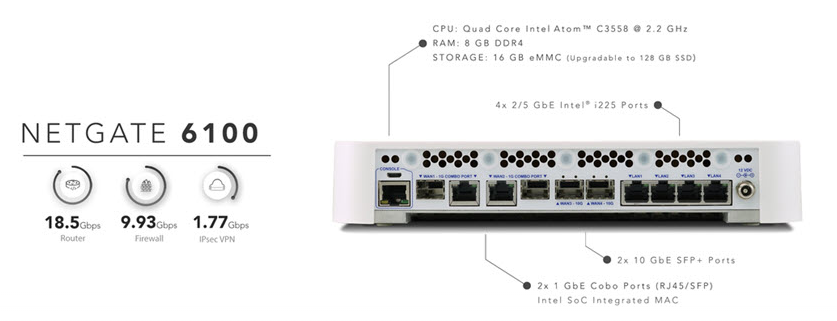 CPU: Quad Core Intel Atom™ C3558 @ 2.2 GHz
RAM: 8 GB DDR4
STORAGE: 16 GB eMMC (Upgradable to 128 GB SSD)
4x 2/5 GbE Intel® i225 Ports
NETGATE 6100
18.5Gbps
Router
9.93Gbps
Firewall
1.77Gbps
IPsec VPN
CONSOLE
▼ WAN1 - 1G COMBO PORT ▼
▼ WAN2 - 1G COMBO PORT ▼
▲ WAN3 - 10G
▲ WAN4 - 10G
▼LAN1
▼LAN2
▼LAN3
▼LAN4
12 VDC
2x 10 GbE SFP+ Ports
2x 1 GbE Cobo Ports (RJ45/SFP)
Intel SoC Integrated MAC